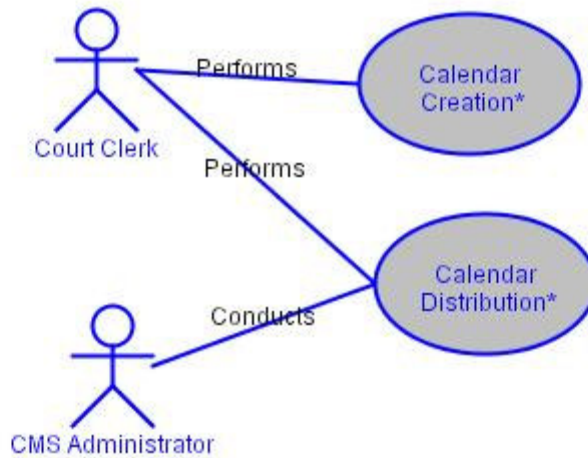 Performs
Calendar
Creation*
Court Clerk
Performs
Calendar
Distribution*
Conducts
CMS Administrator